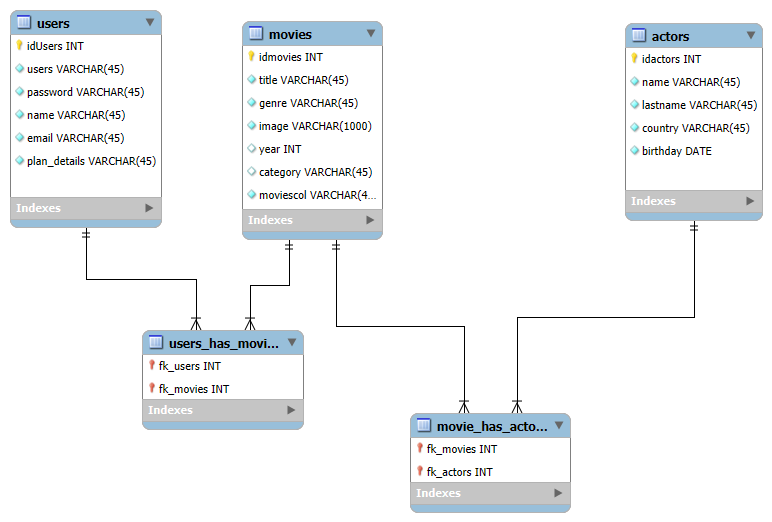 users
idUsers INT
users VARCHAR(45)
password VARCHAR(45)
name VARCHAR(45)
email VARCHAR(45)
plan_details VARCHAR(45)
Indexes
movies
idmovies INT
title VARCHAR(45)
genre VARCHAR(45)
image VARCHAR(1000)
year INT
category VARCHAR(45)
moviescol VARCHAR(4...
Indexes
actors
idactors INT
name VARCHAR(45)
lastname VARCHAR(45)
country VARCHAR(45)
birthday DATE
Indexes
users_has_movi...
fk_users INT
fk_movies INT
Indexes
movie_has_acto...
fk_movies INT
fk_actors INT
Indexes